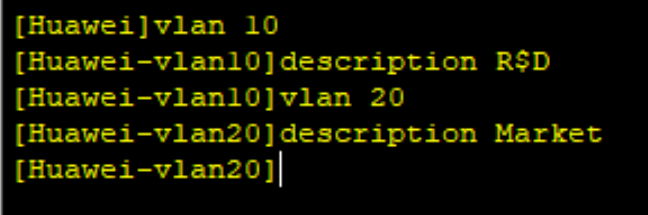 [Huawei]vlan 10
[Huawei-vlan10]description R$D
[Huawei-vlan10]vlan 20
[Huawei-vlan20]description Market
[Huawei-vlan20]